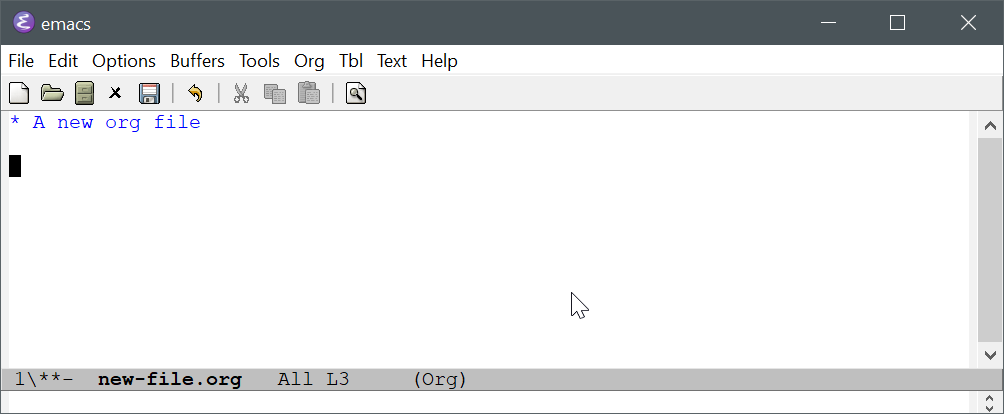 emacs
File Edit Options Buffers Tools Org Tbl Text Help
* A new org file
1\**- new-file.org All L3 (Org)